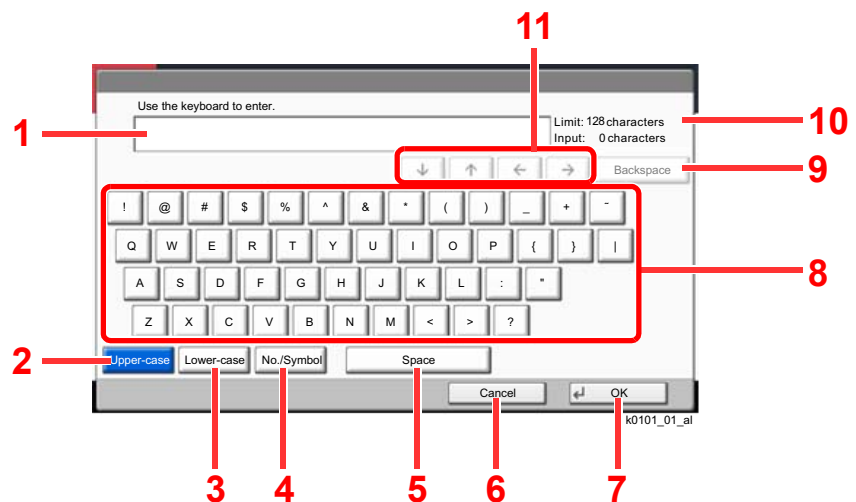 11
Use the keyboard to enter.
1
Limit: 128 characters
10
Input: 0 characters
↓ ↑ ← → Backspace
9
! @ # $ % ^ & * ( ) _ + ~
Q W E R T Y U I O P { } |
8
A S D F G H J K L : "
Z X C V B N M < > ?
2
Upper-case Lower-case No./Symbol Space
Cancel ↵ OK
k0101_01_al
3 4 5 6 7